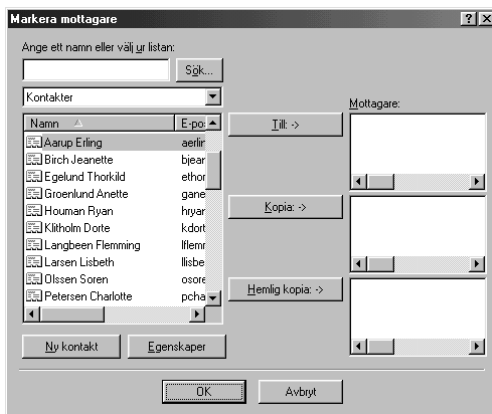 Markera mottagare
Ange ett namn eller välj ur listan:
Sök...
Kontakter
Mottagare:
Namn E-po
Till: ->
Aarup Erling aerlin
Birch Jeanette bjear
Egelund Thorkild ethor
Groenlund Anette gane
Kopia: ->
Houman Ryan hryar
Klitholm Dorte kdort
Langbeen Flemming lflemr
Larsen Lisbeth llisbe
Olssen Soren osore
Hemlig kopia: ->
Petersen Charlotte pcha
Ny kontakt Egenskaper
OK Avbryt